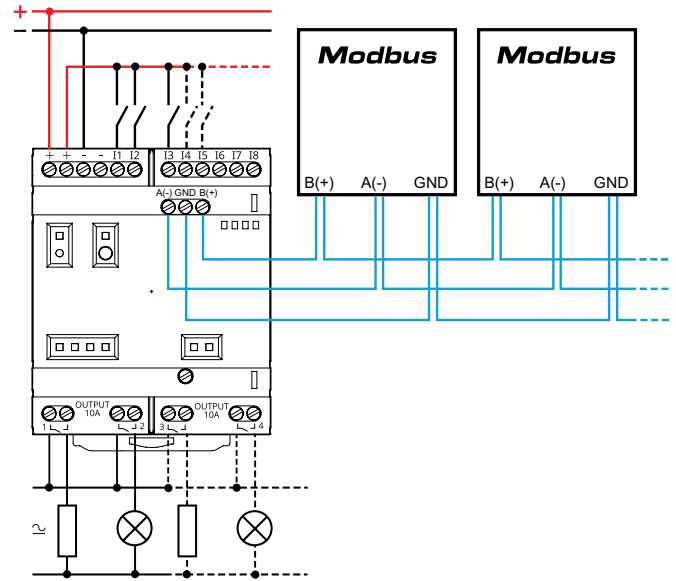 +
−
Modbus Modbus
+ + - - I1 I2 I3 I4 I5 I6 I7 I8
A(-) GND B(+)
B(+) A(-) GND B(+) A(-) GND
OUTPUT
10A
OUTPUT
10A
1 2 3 4